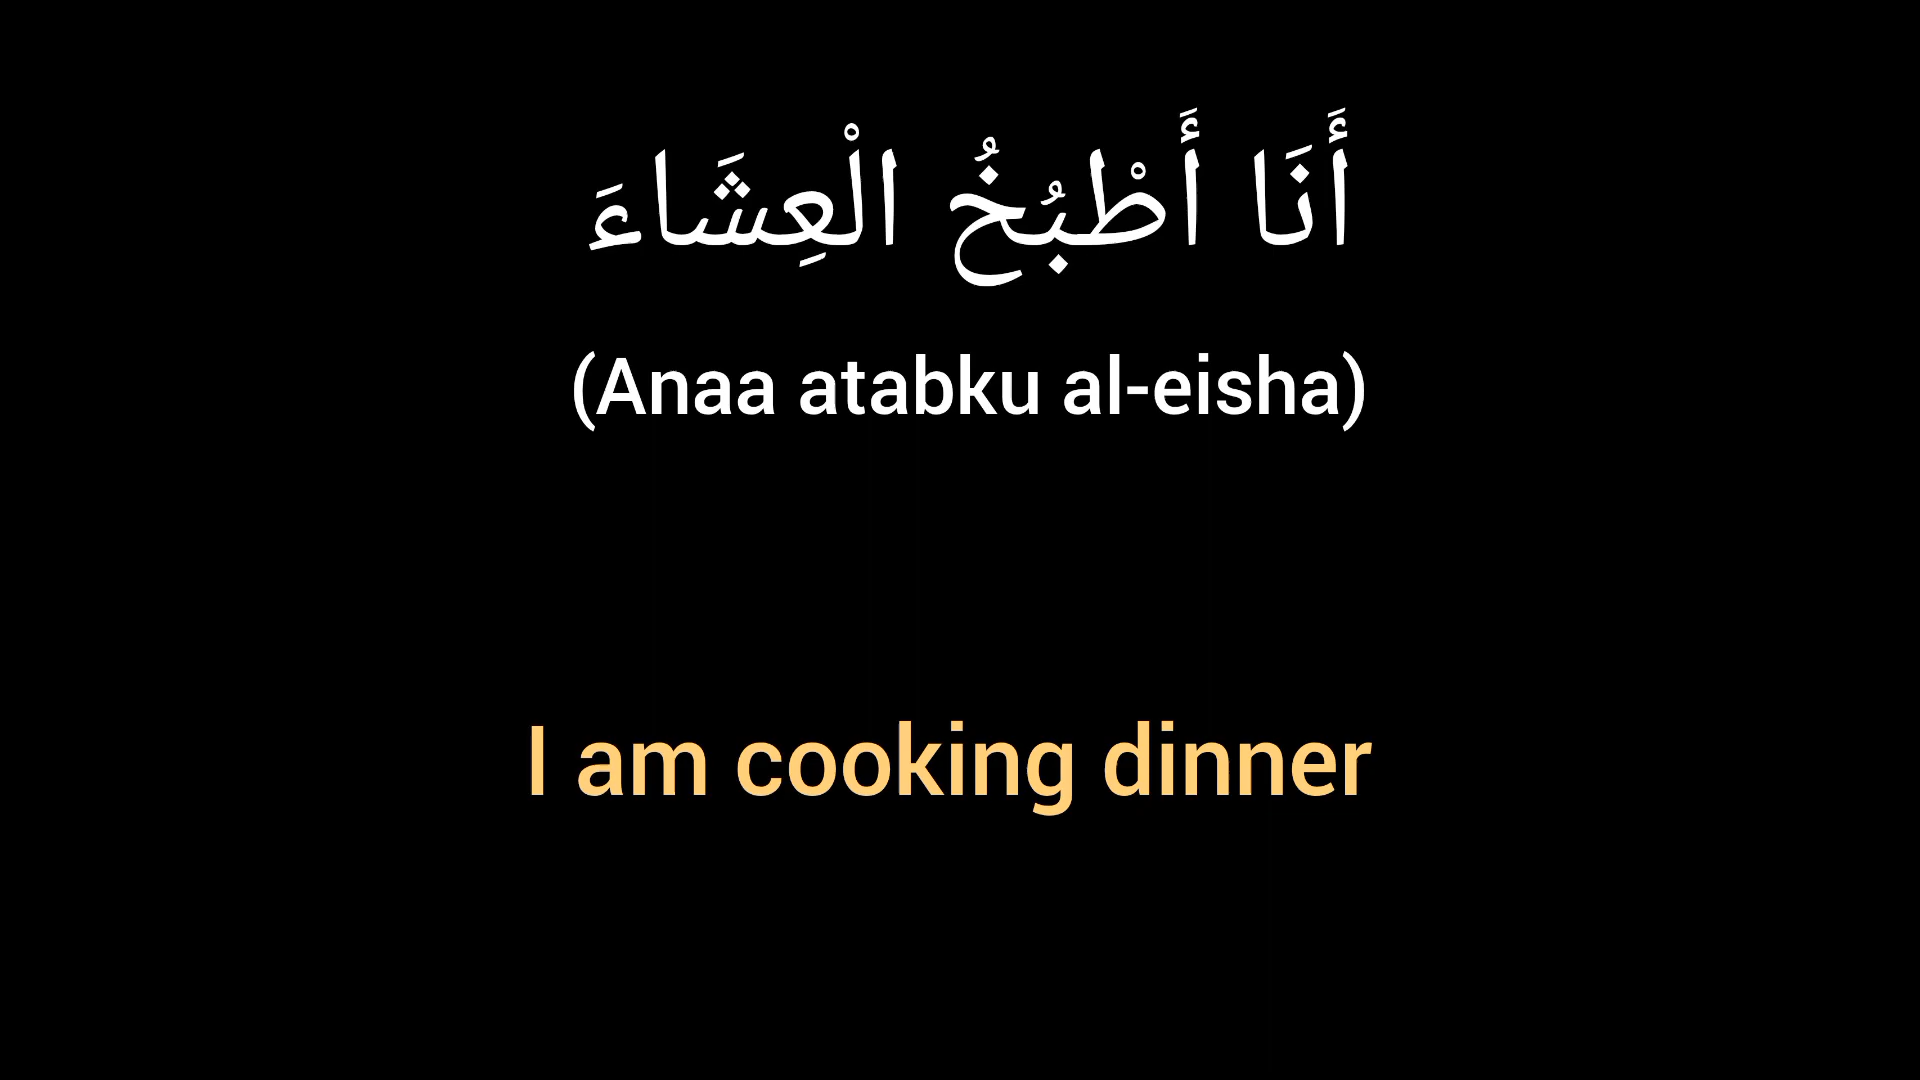 أَنَا أَطْبُخُ الْعِشَاءَ
(Anaa atabku al-eisha)
I am cooking dinner